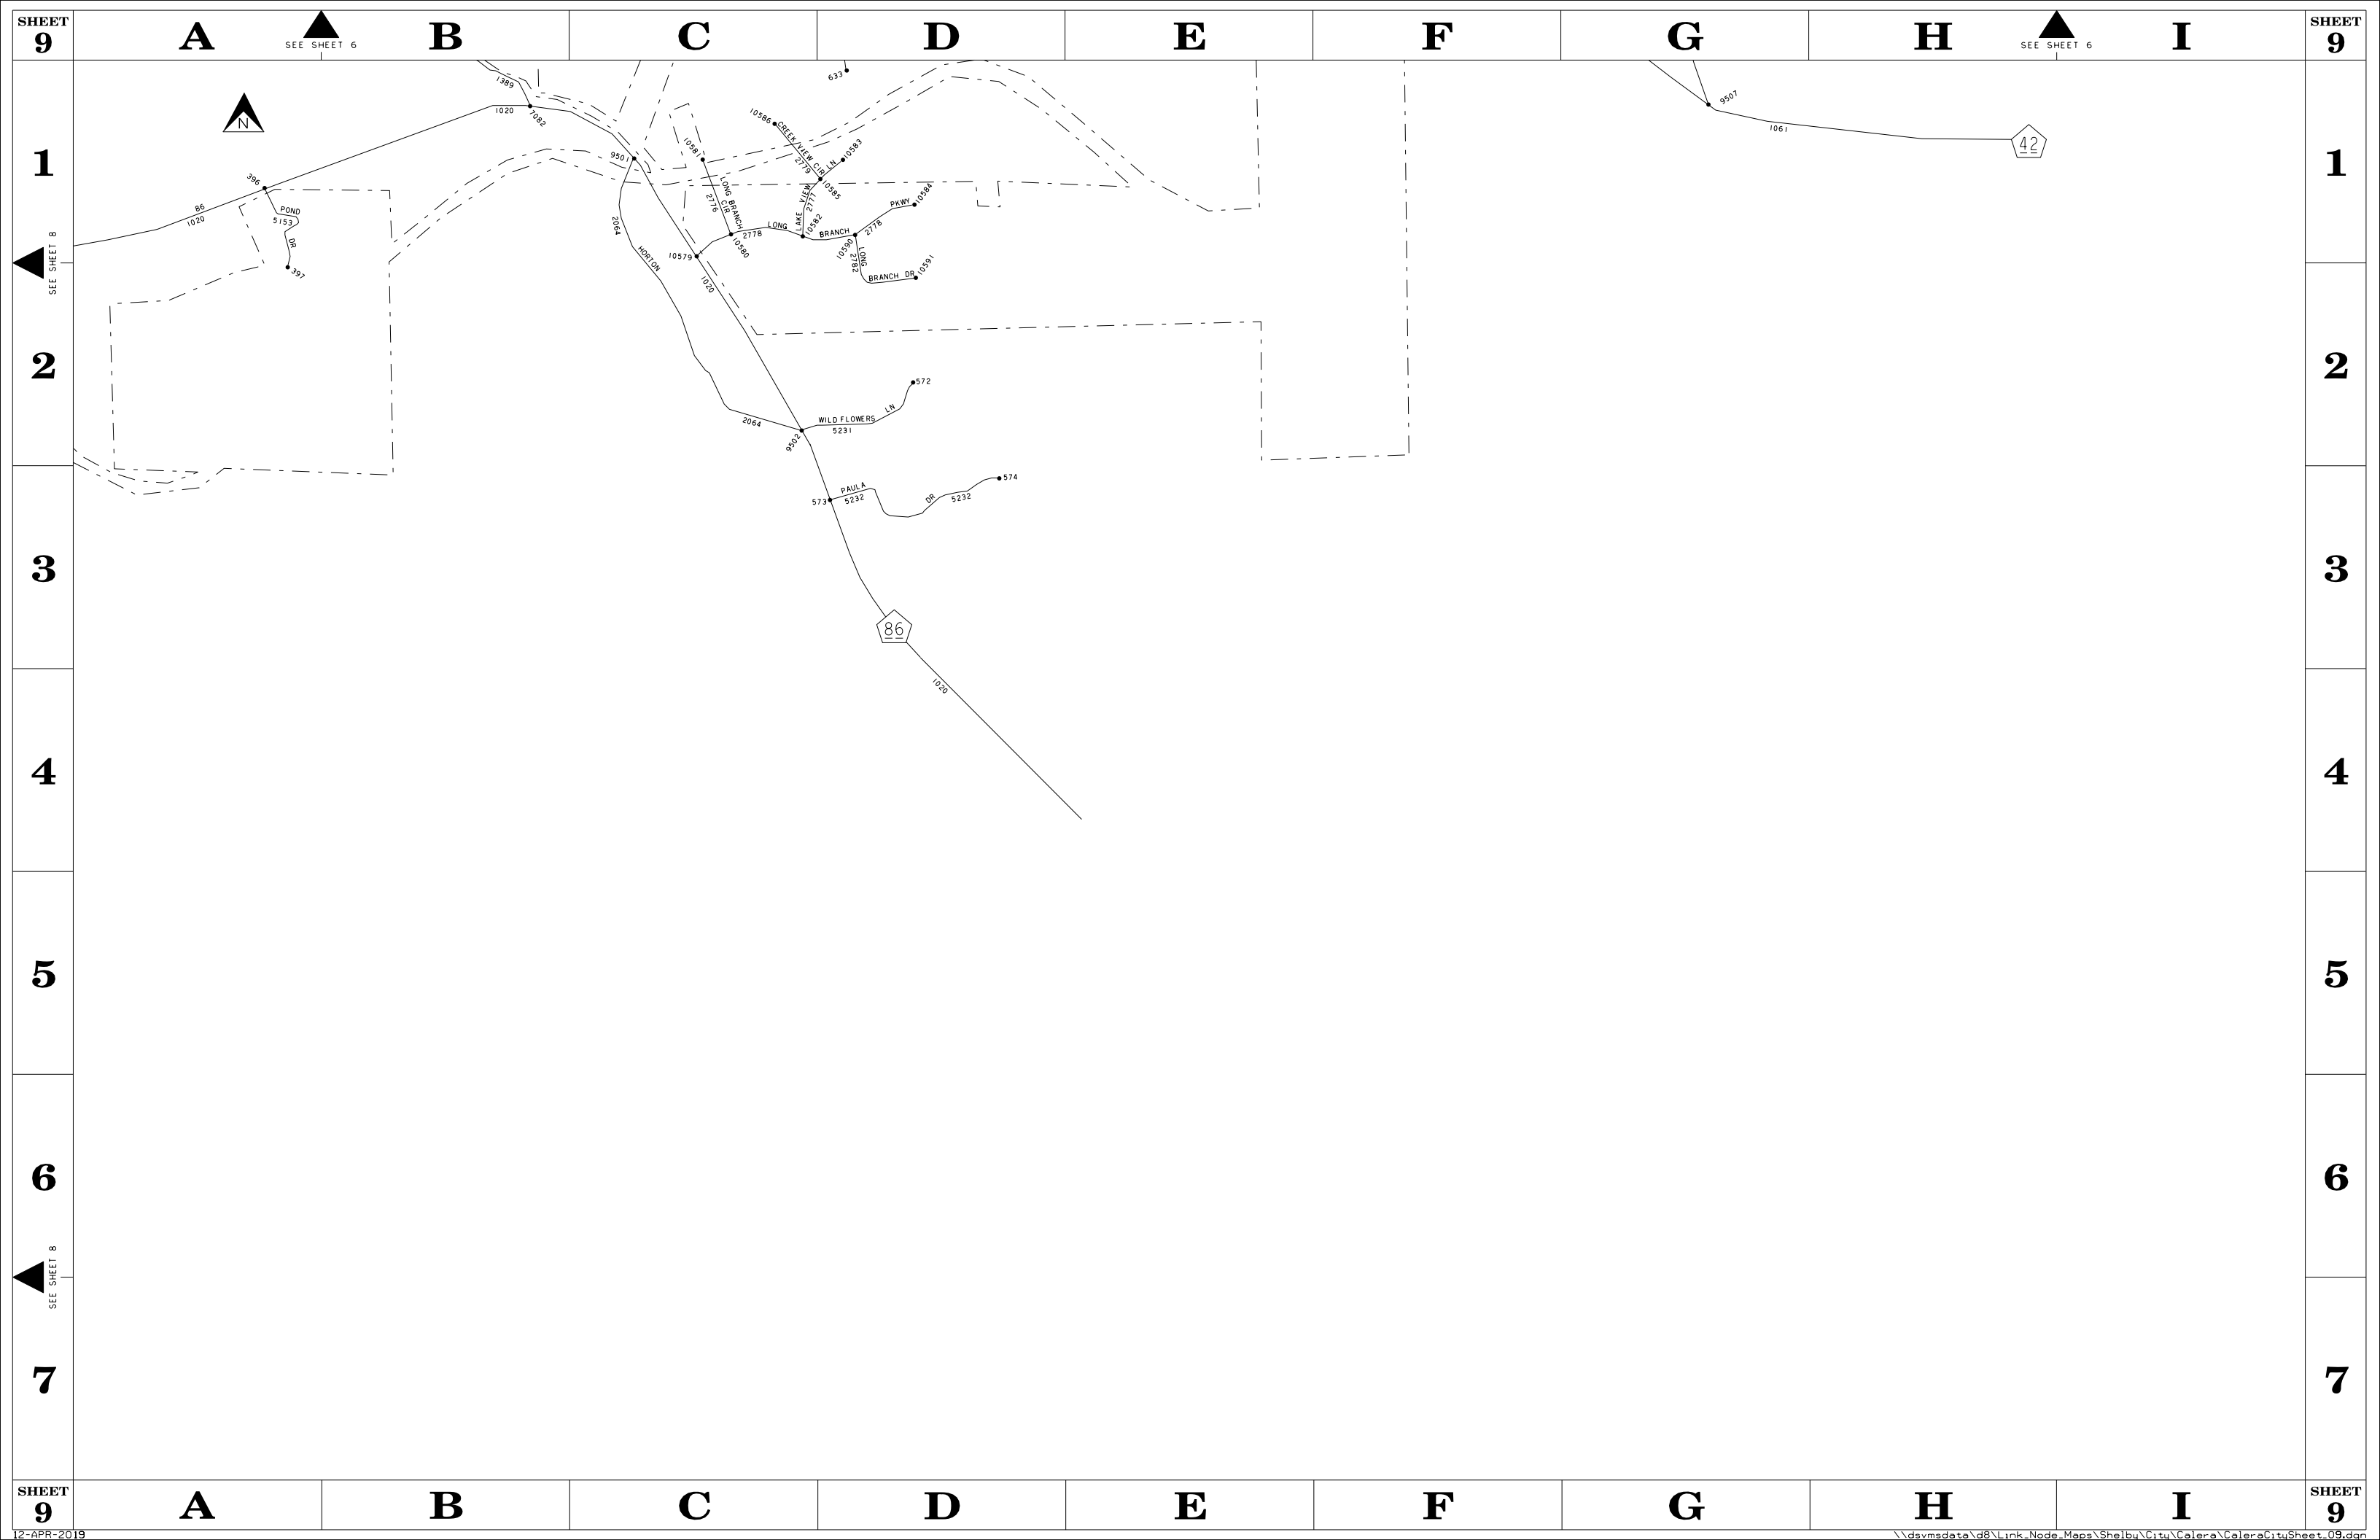 SHEET
9
A
B
C
D
E
F
G
H
I
SHEET
9
SEE SHEET 6
SEE SHEET 6
1
2
3
4
5
6
7
1
2
3
4
5
6
7
SEE SHEET 8
SEE SHEET 8
N
1389
633
9507
1061
42
1020
7082
10586
CREEK VIEW CIR
2779
10583
LN
10585
10581
9501
396
86
1020
POND
5153
DR
397
LONG BRANCH
CIR
2776
LAKE VIEW
2777
10582
10584
PKWY
2778
LONG
2778
BRANCH
10580
10590
10579
2064
HORTON
LONG
2782
BRANCH DR
10591
1020
572
WILD FLOWERS LN
5231
2064
9502
574
573
PAULA
5232
DR
5232
86
1020
SHEET
9
A
B
C
D
E
F
G
H
I
SHEET
9
12-APR-2019
\\dsvmsdata\d8\Link_Node_Maps\Shelby\City\Calera\CaleraCitySheet_09.dgn